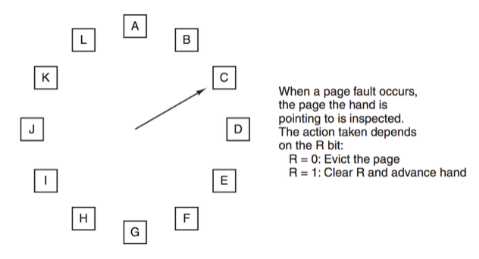 A
L
B
K
C
When a page fault occurs,
the page the hand is
pointing to is inspected.
The action taken depends
on the R bit:
R = 0: Evict the page
R = 1: Clear R and advance hand
J
D
I
E
H
F
G